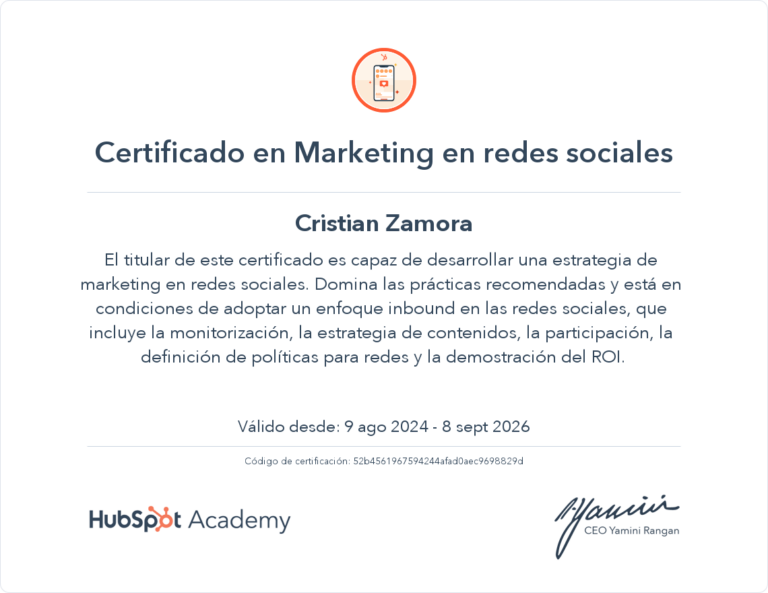 Certificado en Marketing en redes sociales
Cristian Zamora
El titular de este certificado es capaz de desarrollar una estrategia de
marketing en redes sociales. Domina las prácticas recomendadas y está en
condiciones de adoptar un enfoque inbound en las redes sociales, que
incluye la monitorización, la estrategia de contenidos, la participación, la
definición de políticas para redes y la demostración del ROI.
Válido desde: 9 ago 2024 - 8 sept 2026
Código de certificación: 52b4561967594244afad0aec9698829d
HubSpot Academy
Yamini
CEO Yamini Rangan